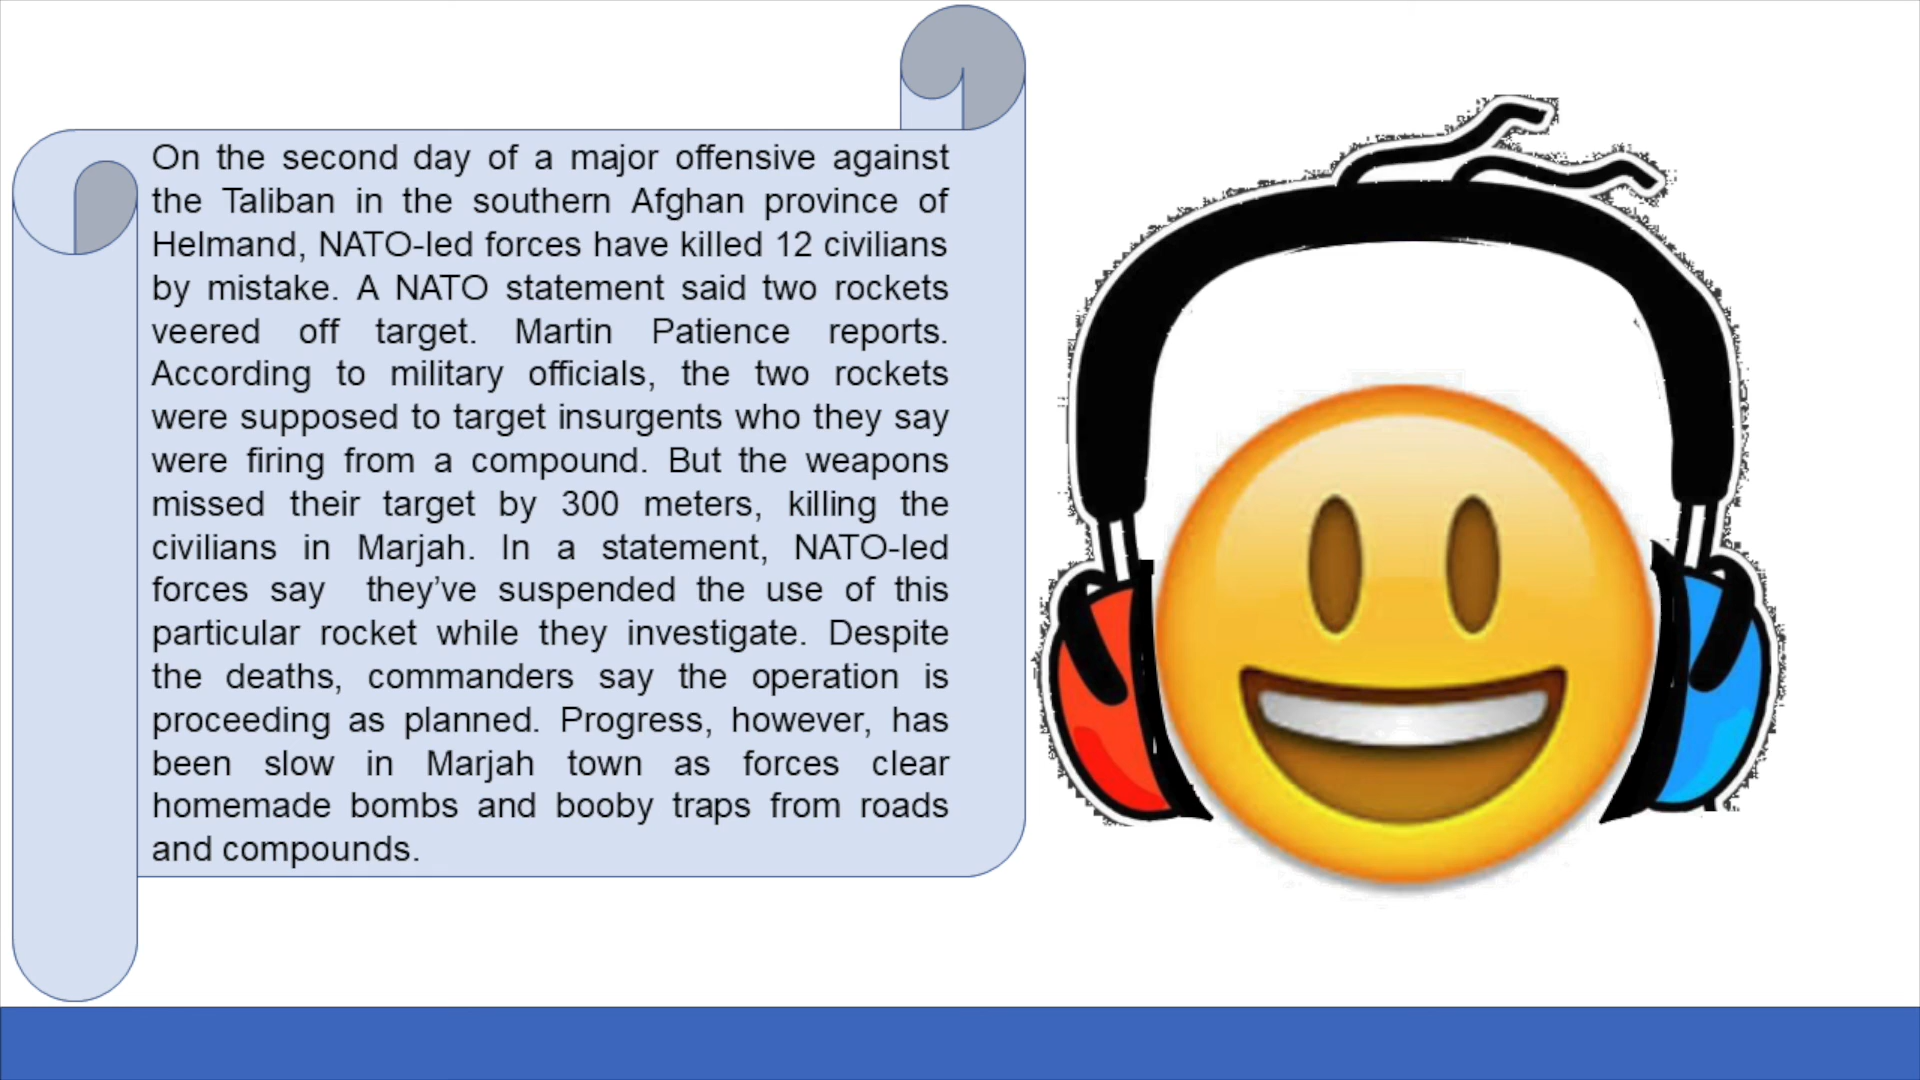 On the second day of a major offensive against
the Taliban in the southern Afghan province of
Helmand, NATO-led forces have killed 12 civilians
by mistake. A NATO statement said two rockets
veered off target. Martin Patience reports.
According to military officials, the two rockets
were supposed to target insurgents who they say
were firing from a compound. But the weapons
missed their target by 300 meters, killing the
civilians in Marjah. In a statement, NATO-led
forces say they’ve suspended the use of this
particular rocket while they investigate. Despite
the deaths, commanders say the operation is
proceeding as planned. Progress, however, has
been slow in Marjah town as forces clear
homemade bombs and booby traps from roads
and compounds.